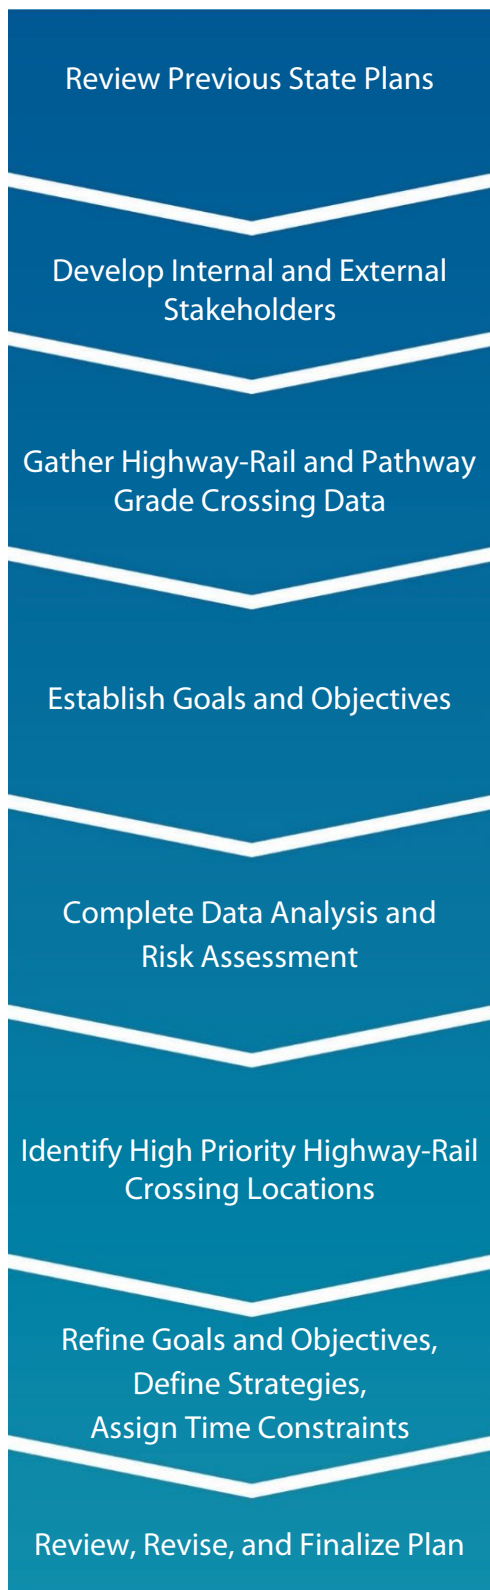 Review Previous State Plans
Develop Internal and External
Stakeholders
Gather Highway-Rail and Pathway
Grade Crossing Data
Establish Goals and Objectives
Complete Data Analysis and
Risk Assessment
Identify High Priority Highway-Rail
Crossing Locations
Refine Goals and Objectives,
Define Strategies,
Assign Time Constraints
Review, Revise, and Finalize Plan